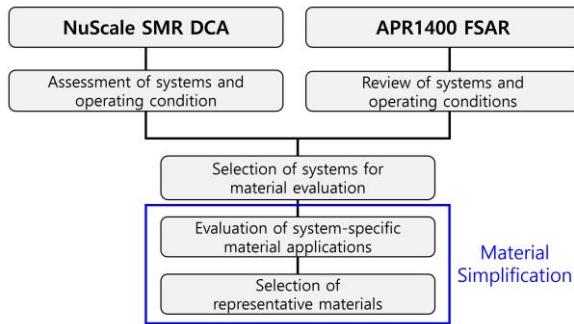 NuScale SMR DCA
APR1400 FSAR
Assessment of systems and
operating condition
Review of systems and
operating conditions
Selection of systems for
material evaluation
Evaluation of system-specific
material applications
Selection of
representative materials
Material
Simplification